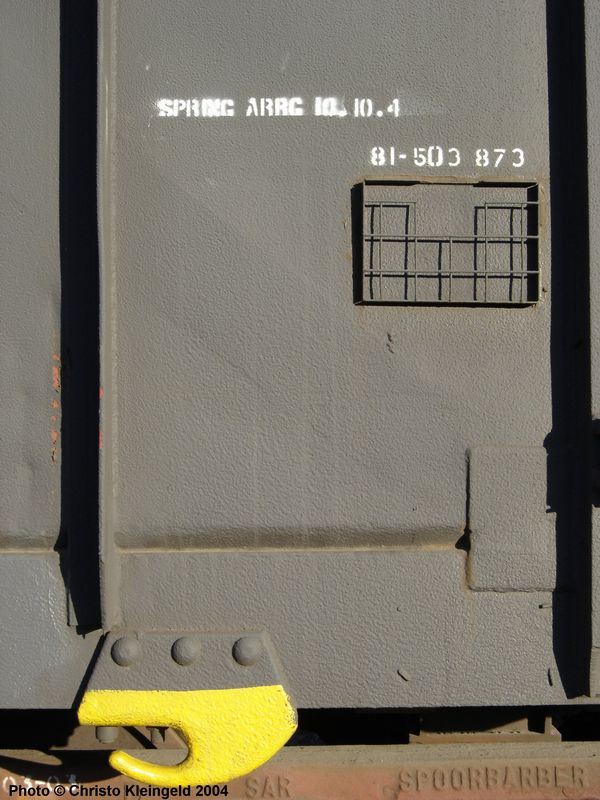 SPRING ARRG 10.10.4
81-503 873
SAR SPOORBARBER
Photo © Christo Kleingeld 2004